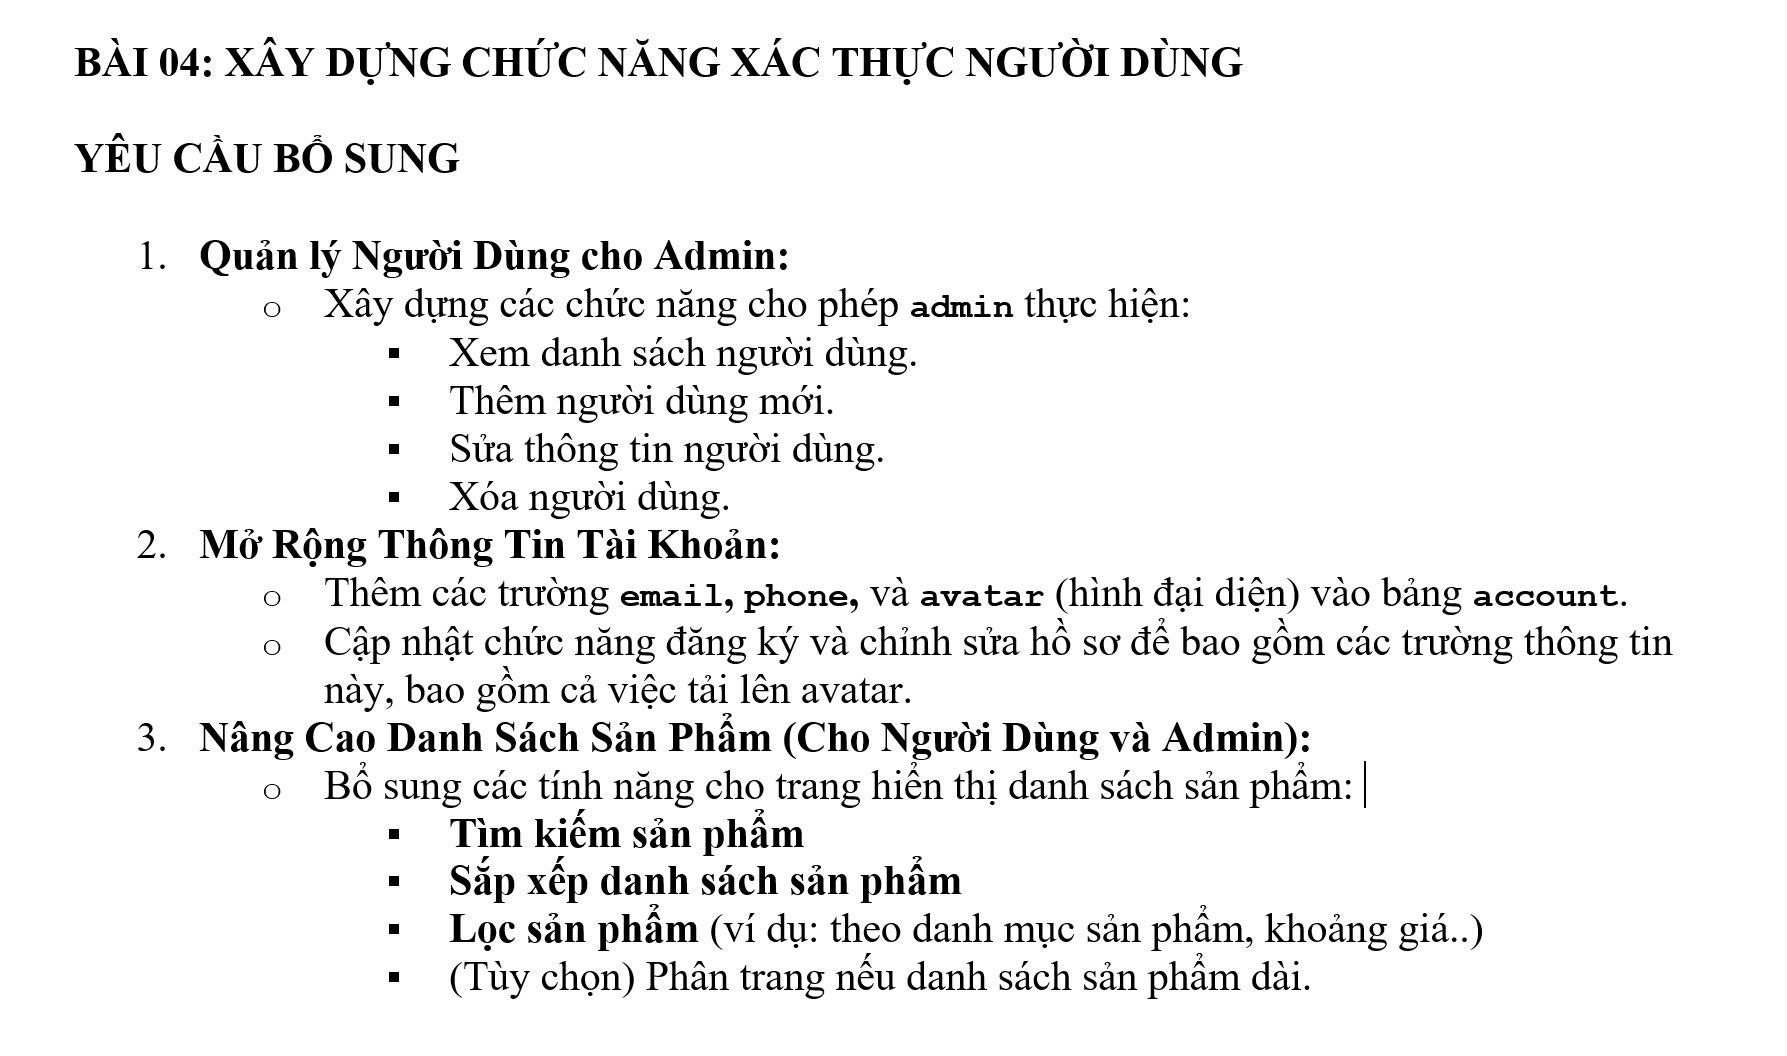 BÀI 04: XÂY DỰNG CHỨC NĂNG XÁC THỰC NGƯỜI DÙNG
YÊU CẦU BỔ SUNG
1. Quản lý Người Dùng cho Admin:
o Xây dựng các chức năng cho phép admin thực hiện:
▪ Xem danh sách người dùng.
▪ Thêm người dùng mới.
▪ Sửa thông tin người dùng.
▪ Xóa người dùng.
2. Mở Rộng Thông Tin Tài Khoản:
o Thêm các trường email, phone, và avatar (hình đại diện) vào bảng account.
o Cập nhật chức năng đăng ký và chỉnh sửa hồ sơ để bao gồm các trường thông tin
này, bao gồm cả việc tải lên avatar.
3. Nâng Cao Danh Sách Sản Phẩm (Cho Người Dùng và Admin):
o Bổ sung các tính năng cho trang hiển thị danh sách sản phẩm:
▪ Tìm kiếm sản phẩm
▪ Sắp xếp danh sách sản phẩm
▪ Lọc sản phẩm (ví dụ: theo danh mục sản phẩm, khoảng giá..)
▪ (Tùy chọn) Phân trang nếu danh sách sản phẩm dài.